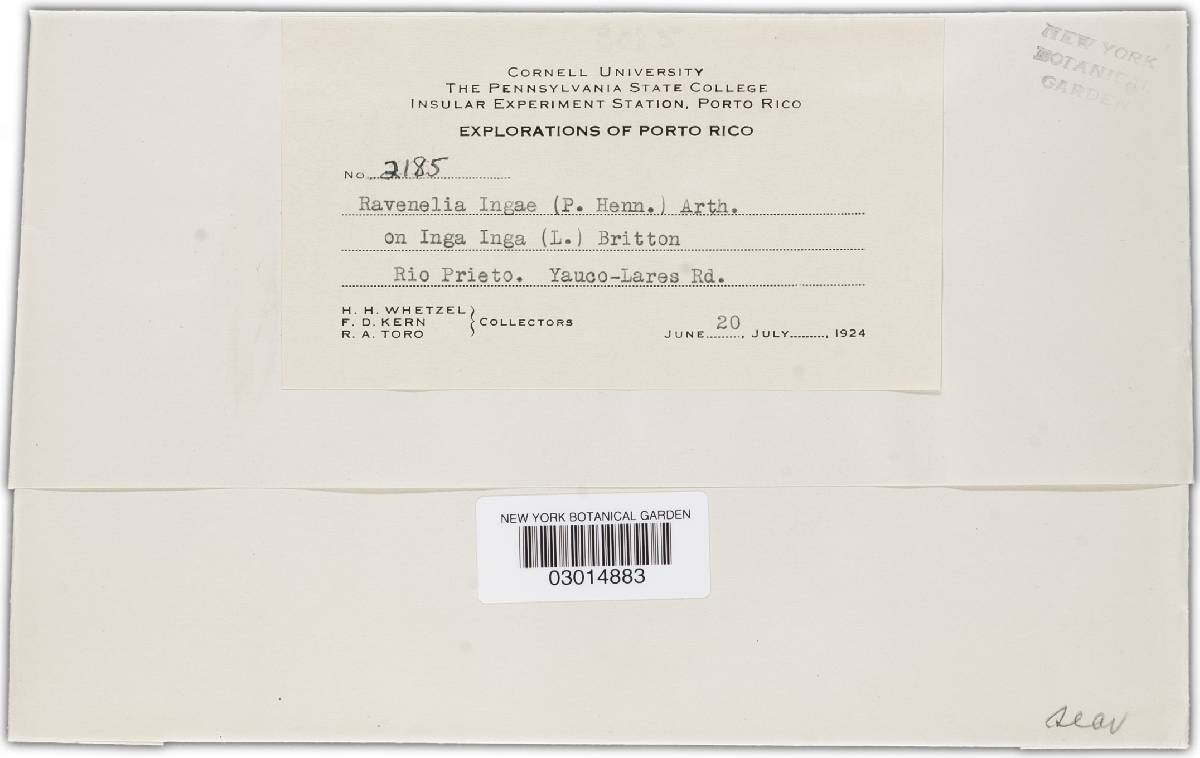 NEW YORK
BOTANICAL
GARDEN
CORNELL UNIVERSITY
THE PENNSYLVANIA STATE COLLEGE
INSULAR EXPERIMENT STATION, PORTO RICO
EXPLORATIONS OF PORTO RICO
No. 2185
Ravenelia Ingae (P. Henn.) Arth.
on Inga Inga (L.) Britton
Rio Prieto. Yauco-Lares Rd.
H. H. WHETZEL
F. D. KERN } COLLECTORS
R. A. TORO
JUNE 20, JULY, 1924
NEW YORK BOTANICAL GARDEN
03014883